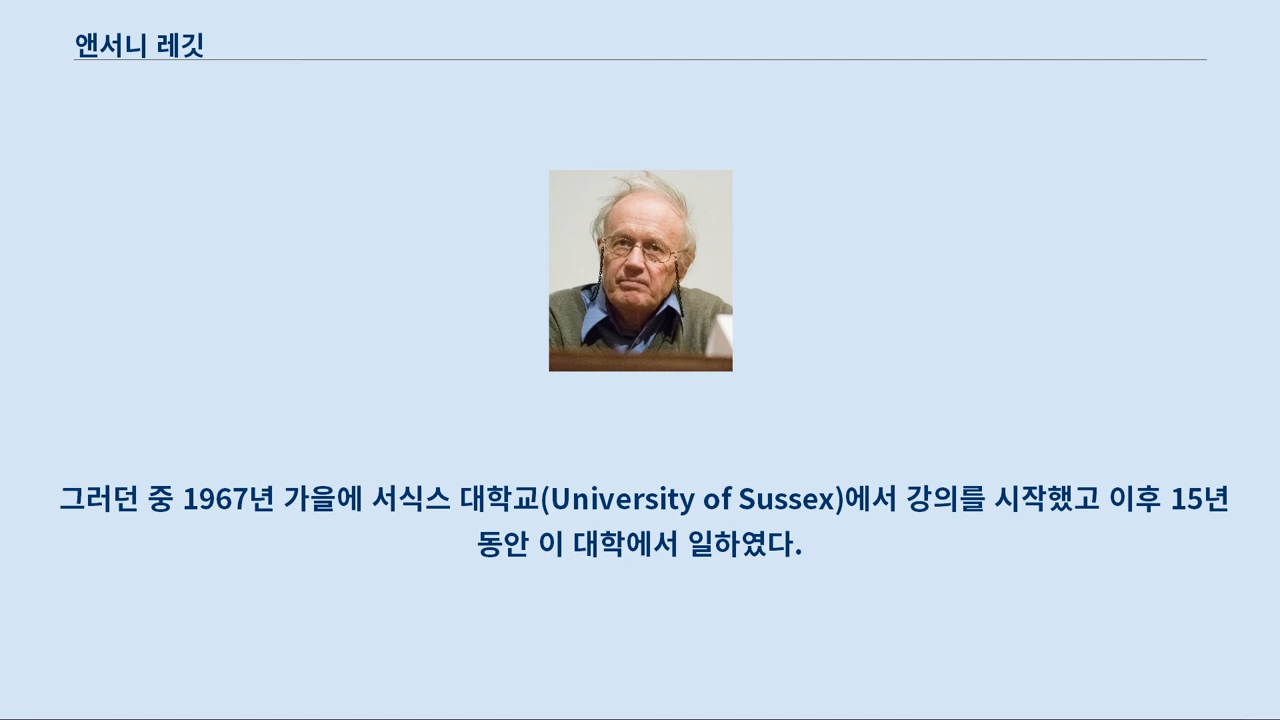 앤서니 레깃
그러던 중 1967년 가을에 서식스 대학교(University of Sussex)에서 강의를 시작했고 이후 15년
동안 이 대학에서 일하였다.